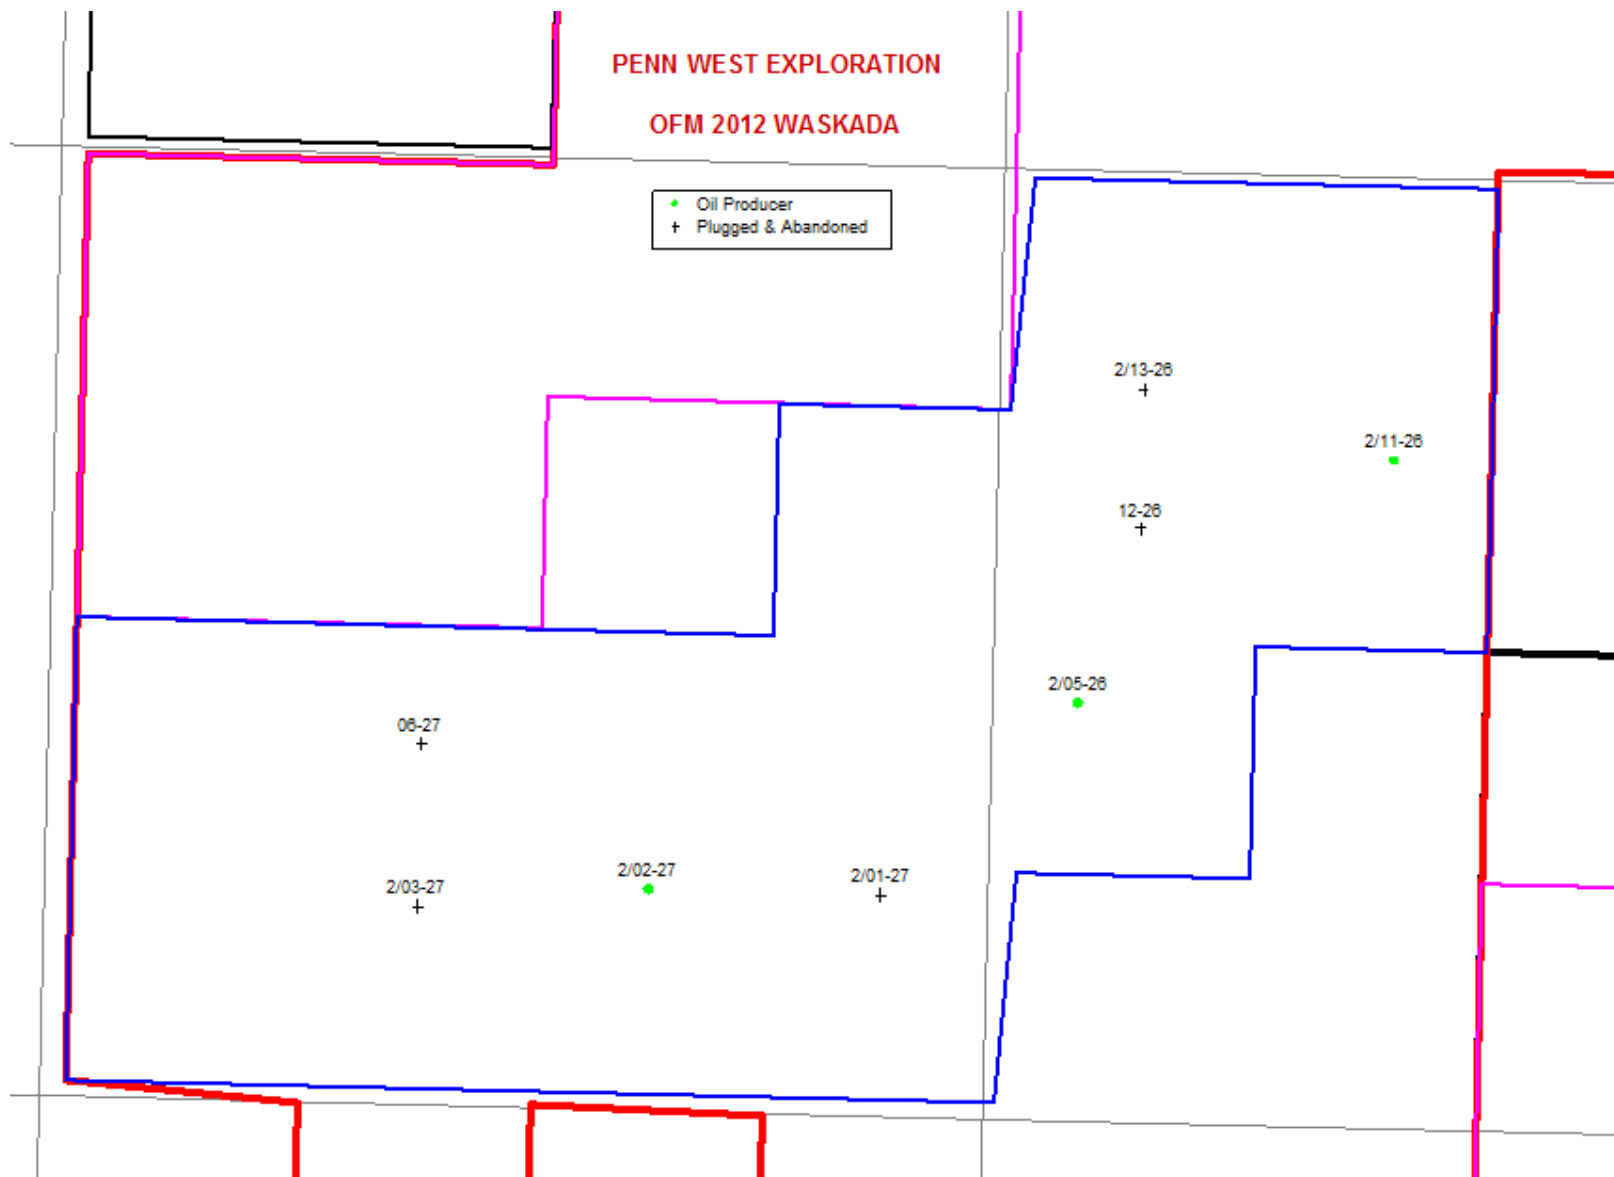 PENN WEST EXPLORATION
OFM 2012 WASKADA
Oil Producer
Plugged & Abandoned
2/13-26
2/11-26
12-26
2/05-26
06-27
2/03-27
2/02-27
2/01-27